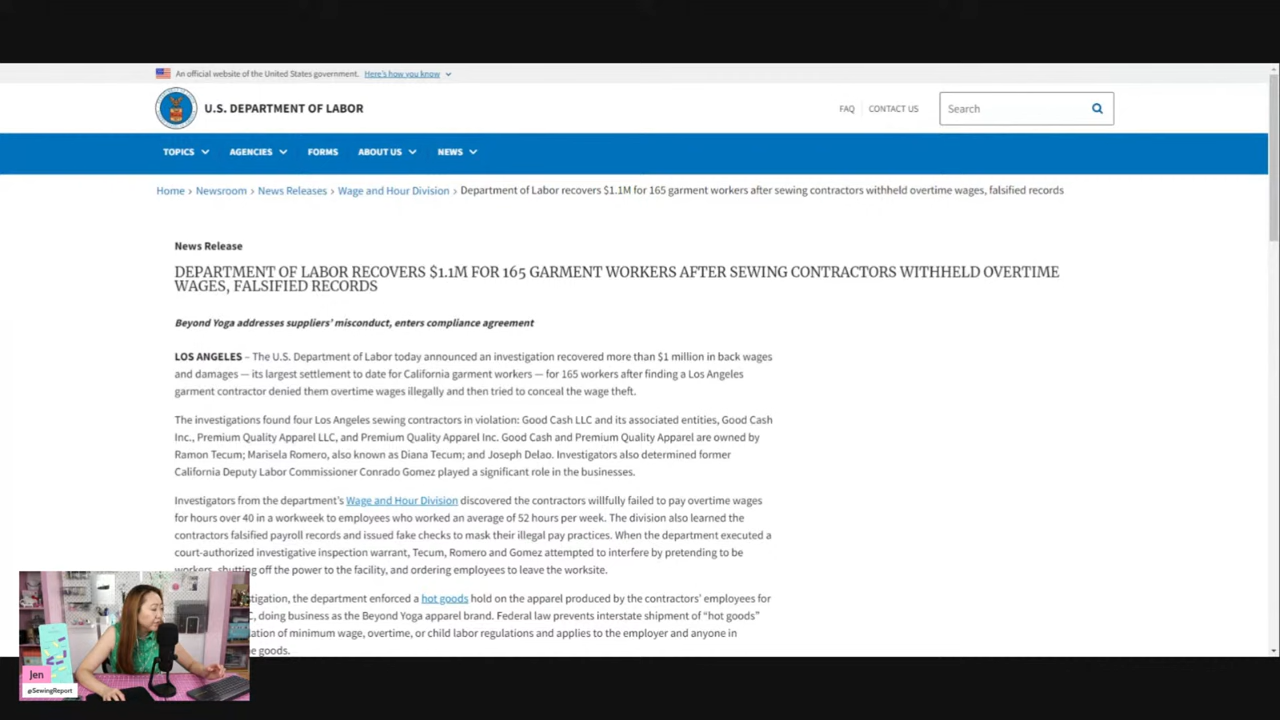 An official website of the United States government. Here's how you know
U.S. DEPARTMENT OF LABOR
FAQ CONTACT US Search
TOPICS AGENCIES FORMS ABOUT US NEWS
Home > Newsroom > News Releases > Wage and Hour Division > Department of Labor recovers $1.1M for 165 garment workers after sewing contractors withheld overtime wages, falsified records
News Release
DEPARTMENT OF LABOR RECOVERS $1.1M FOR 165 GARMENT WORKERS AFTER SEWING CONTRACTORS WITHHELD OVERTIME
WAGES, FALSIFIED RECORDS
Beyond Yoga addresses suppliers' misconduct, enters compliance agreement
LOS ANGELES – The U.S. Department of Labor today announced an investigation recovered more than $1 million in back wages
and damages — its largest settlement to date for California garment workers — for 165 workers after finding a Los Angeles
garment contractor denied them overtime wages illegally and then tried to conceal the wage theft.
The investigations found four Los Angeles sewing contractors in violation: Good Cash LLC and its associated entities, Good Cash
Inc., Premium Quality Apparel LLC, and Premium Quality Apparel Inc. Good Cash and Premium Quality Apparel are owned by
Ramon Tecum; Marisela Romero, also known as Diana Tecum; and Joseph Delao. Investigators also determined former
California Deputy Labor Commissioner Conrado Gomez played a significant role in the businesses.
Investigators from the department's Wage and Hour Division discovered the contractors willfully failed to pay overtime wages
for hours over 40 in a workweek to employees who worked an average of 52 hours per week. The division also learned the
contractors falsified payroll records and issued fake checks to mask their illegal pay practices. When the department executed a
court-authorized investigative inspection warrant, Tecum, Romero and Gomez attempted to interfere by pretending to be
workers, shutting off the power to the facility, and ordering employees to leave the worksite.
tigation, the department enforced a hot goods hold on the apparel produced by the contractors' employees for
, doing business as the Beyond Yoga apparel brand. Federal law prevents interstate shipment of "hot goods"
ation of minimum wage, overtime, or child labor regulations and applies to the employer and anyone in
e goods.
Jen
@SewingReport